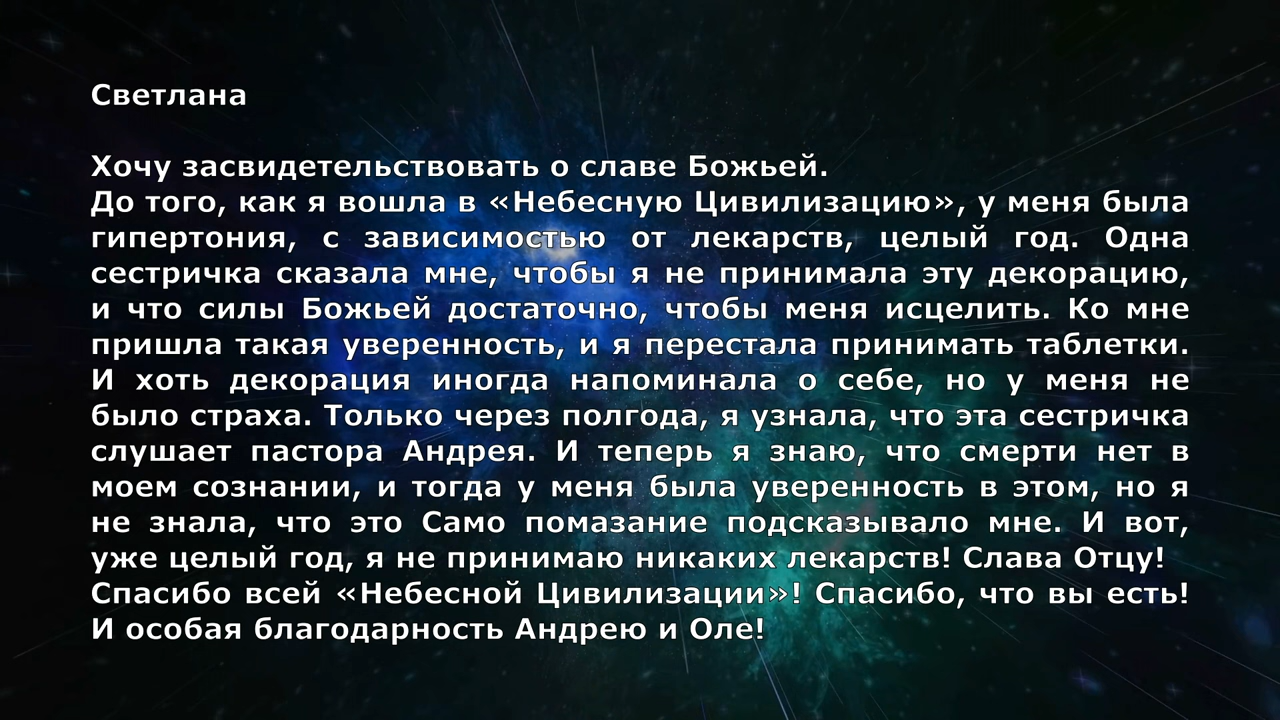 Светлана
Хочу засвидетельствовать о славе Божьей.
До того, как я вошла в «Небесную Цивилизацию», у меня была
гипертония, с зависимостью от лекарств, целый год. Одна
сестричка сказала мне, чтобы я не принимала эту декорацию,
и что силы Божьей достаточно, чтобы меня исцелить. Ко мне
пришла такая уверенность, и я перестала принимать таблетки.
И хоть декорация иногда напоминала о себе, но у меня не
было страха. Только через полгода, я узнала, что эта сестричка
слушает пастора Андрея. И теперь я знаю, что смерти нет в
моем сознании, и тогда у меня была уверенность в этом, но я
не знала, что это Само помазание подсказывало мне. И вот,
уже целый год, я не принимаю никаких лекарств! Слава Отцу!
Спасибо всей «Небесной Цивилизации»! Спасибо, что вы есть!
И особая благодарность Андрею и Оле!